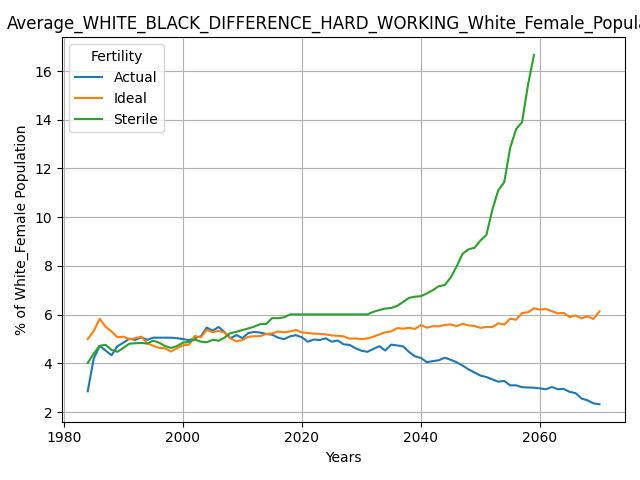 Average_WHITE_BLACK_DIFFERENCE_HARD_WORKING_White_Female_Popula
Fertility
Actual
Ideal
Sterile
% of White_Female Population
16
14
12
10
8
6
4
2
1980 2000 2020 2040 2060
Years